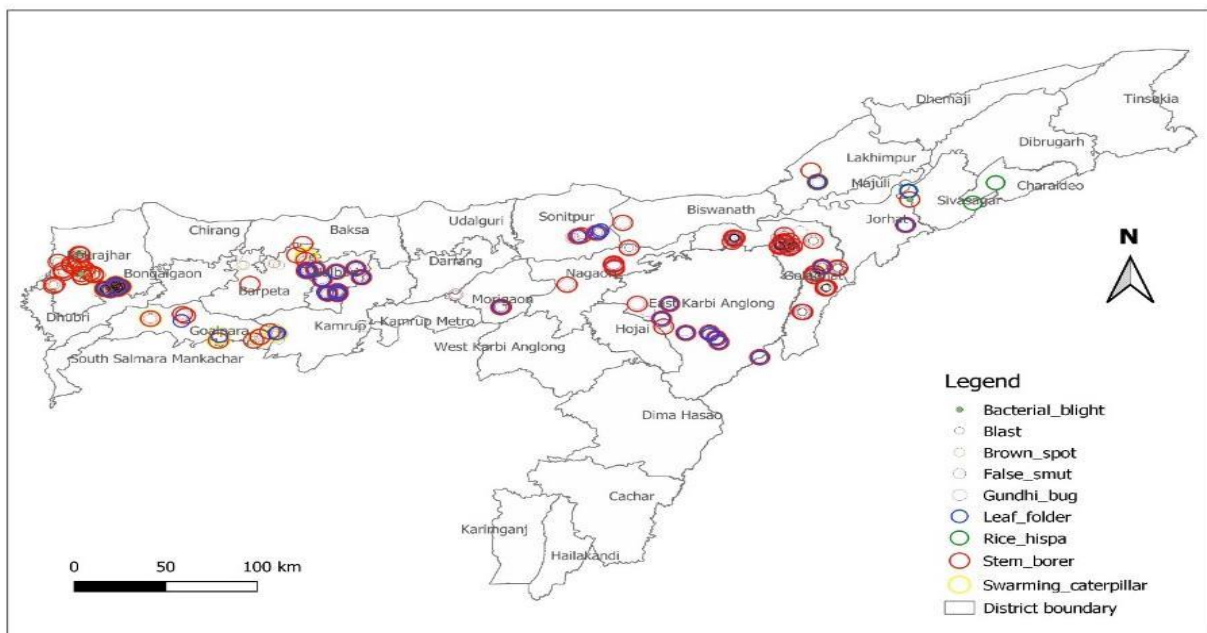 Dhemaji
Tinsukia
Dibrugarh
Lakhimpur
Majuli
Charaideo
Sivasagar
Jorhat
Biswanath
Sonitpur
Udalguri
Baksa
Chirang
Bongaigaon
Darrang
Nagaon
Barpeta
Morigaon
East Karbi Anglong
Dhubri
Goalpara
Kamrup
Kamrup Metro
Hojai
West Karbi Anglong
South Salmara Mankachar
Dima Hasao
Cachar
Karimganj
Hailakandi
N
0 50 100 km
Legend
Bacterial_blight
Blast
Brown_spot
False_smut
Gundhi_bug
Leaf_folder
Rice_hispa
Stem_borer
Swarming_caterpillar
District boundary